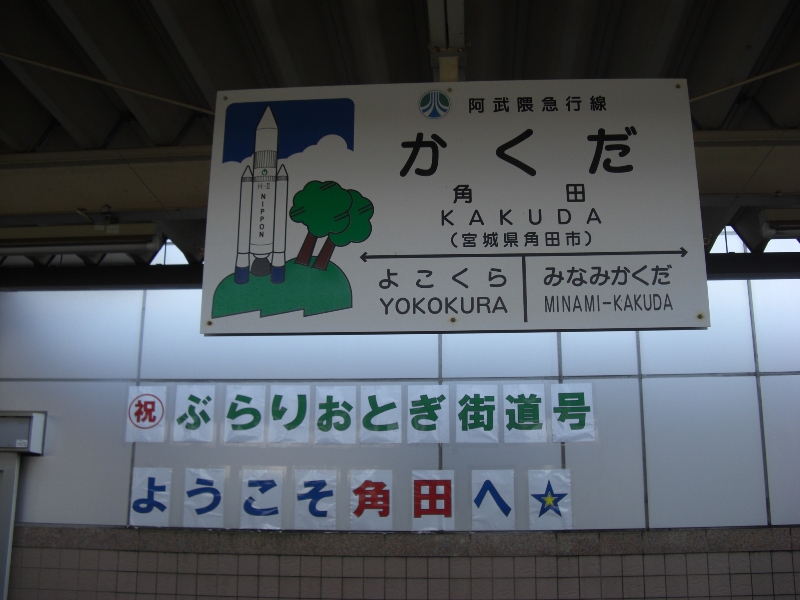 阿武隈急行線
かくだ
角田
KAKUDA
(宮城県角田市)
よこくら
YOKOKURA
みなみかくだ
MINAMI-KAKUDA
H-II
NIPPON
祝ぶらりおとぎ街道号
ようこそ角田へ☆